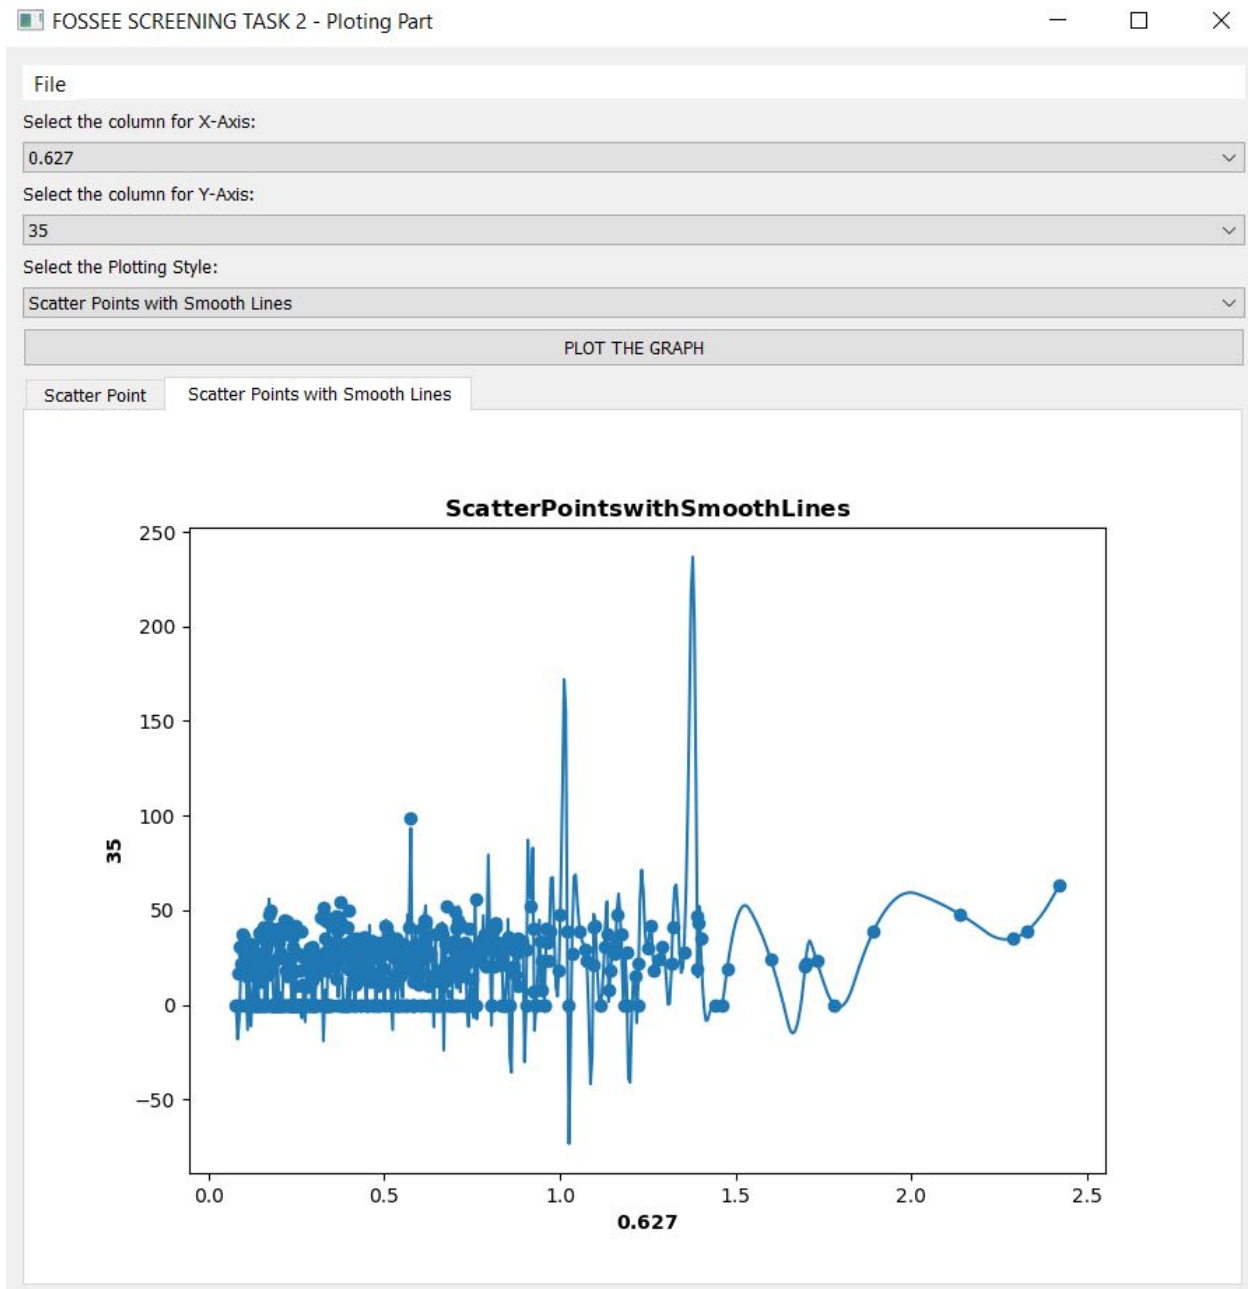 FOSSEE SCREENING TASK 2 - Ploting Part
File
Select the column for X-Axis:
0.627
Select the column for Y-Axis:
35
Select the Plotting Style:
Scatter Points with Smooth Lines
PLOT THE GRAPH
Scatter Point
Scatter Points with Smooth Lines
ScatterPointswithSmoothLines
250
200
150
100
50
0
−50
35
0.0 0.5 1.0 1.5 2.0 2.5
0.627